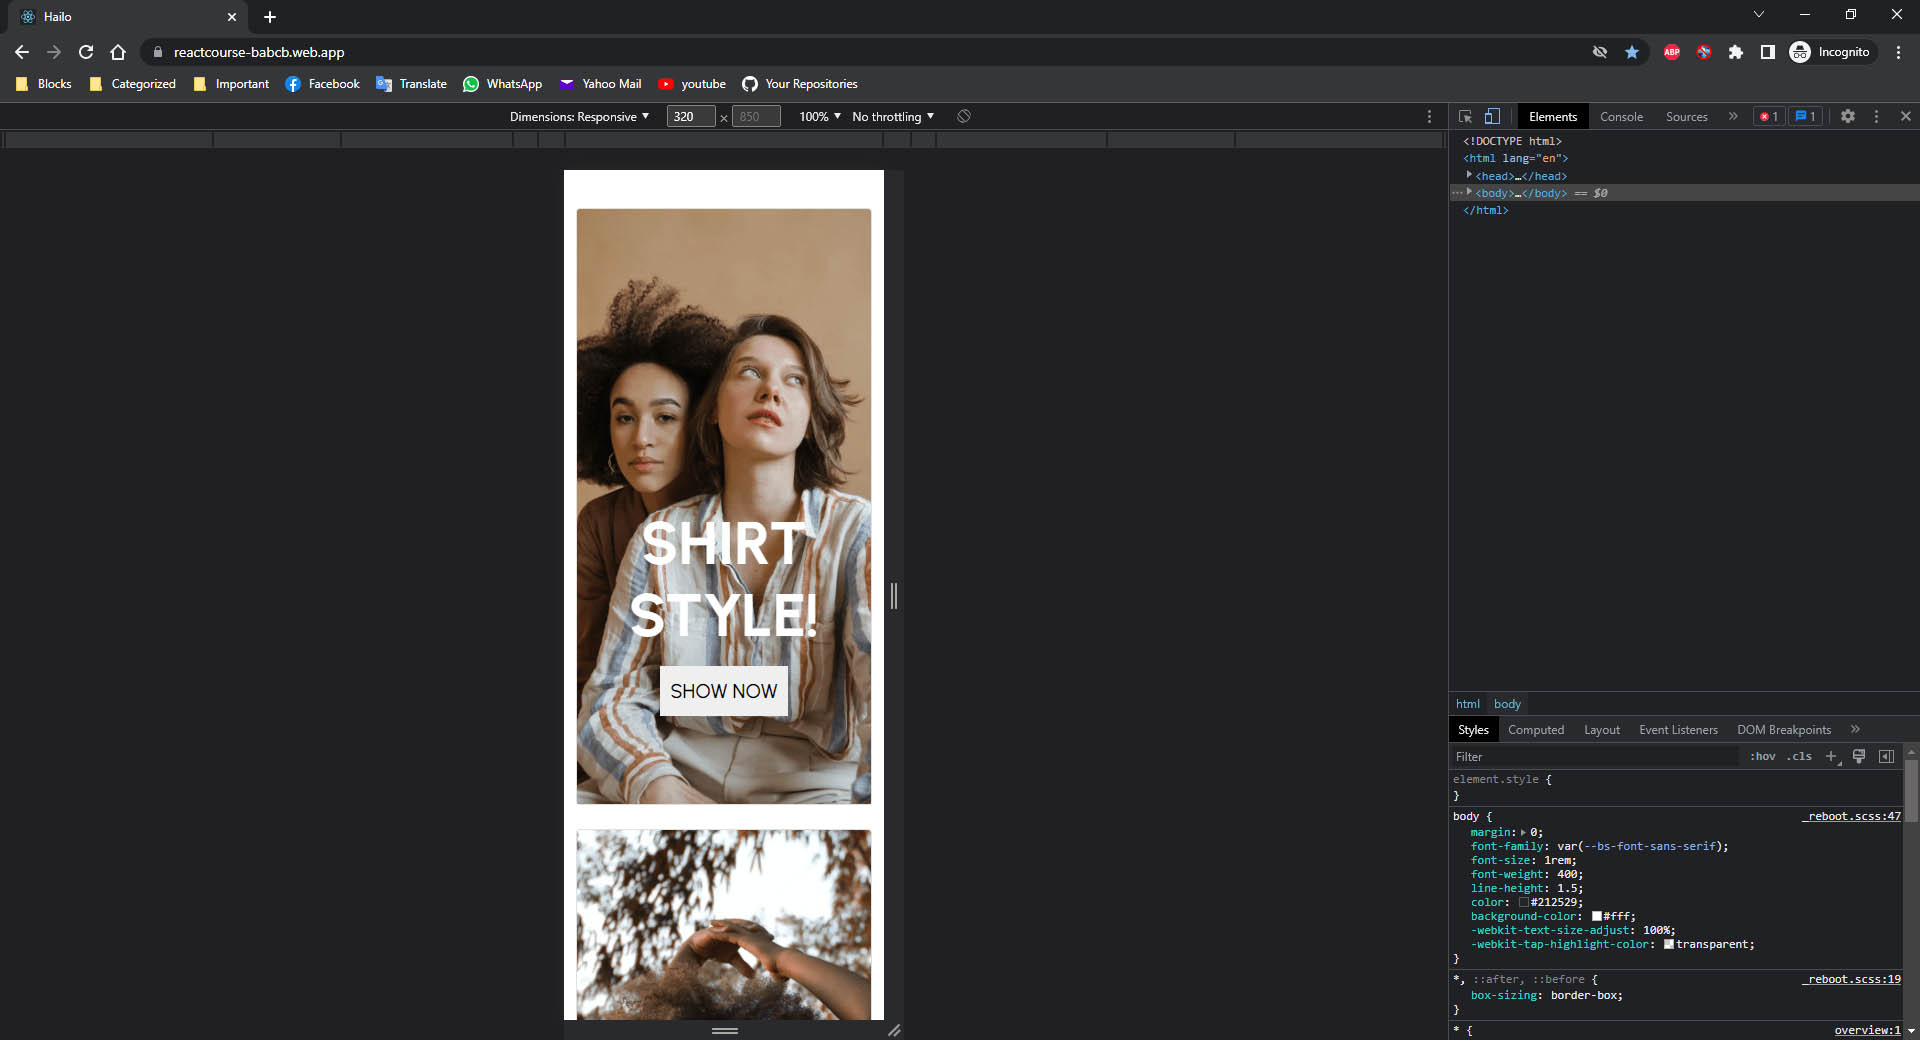 Hailo
reactcourse-babcb.web.app
ABP
Incognito
Blocks Categorized Important Facebook Translate WhatsApp Yahoo Mail youtube Your Repositories
Dimensions: Responsive 320 × 850 100% No throttling
Elements Console Sources » 1 1
<!DOCTYPE html>
<html lang="en">
<head>…</head>
<body>…</body> == $0
</html>
SHIRT
STYLE!
SHOW NOW
html body
Styles Computed Layout Event Listeners DOM Breakpoints »
Filter :hov .cls +
element.style {
}
body { _reboot.scss:47
margin: 0;
font-family: var(--bs-font-sans-serif);
font-size: 1rem;
font-weight: 400;
line-height: 1.5;
color: #212529;
background-color: #fff;
-webkit-text-size-adjust: 100%;
-webkit-tap-highlight-color: transparent;
}
*, ::after, ::before { _reboot.scss:19
box-sizing: border-box;
}
* { overview:1